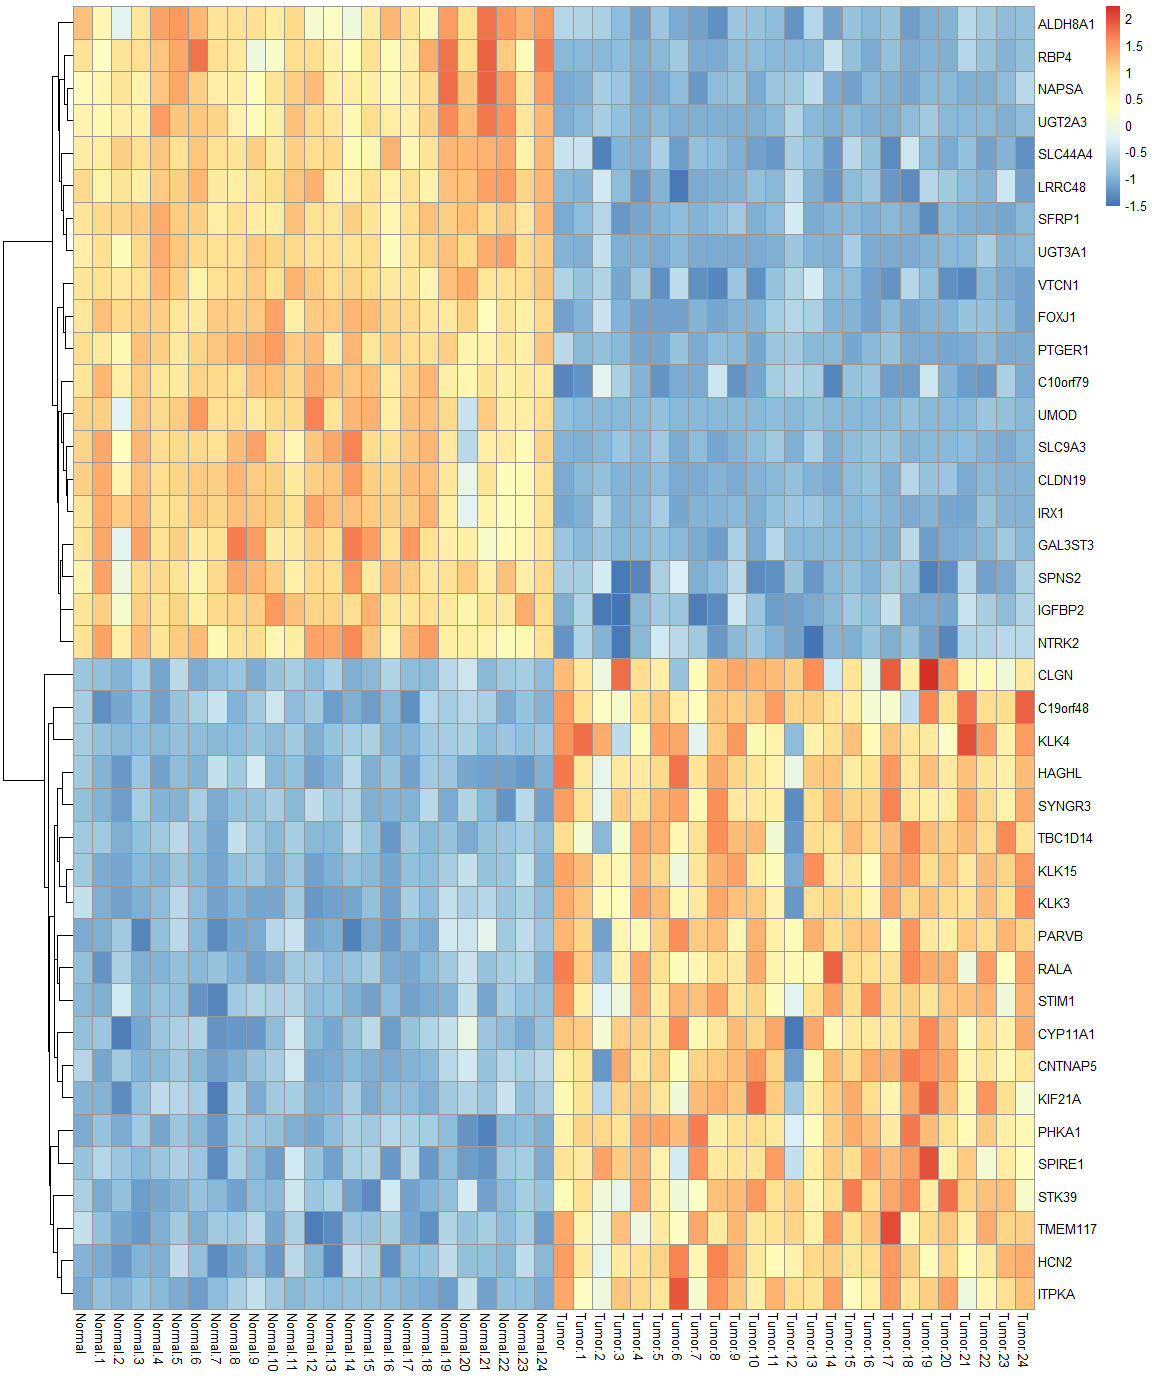 ALDH8A1
RBP4
NAPSA
UGT2A3
SLC44A4
LRRC48
SFRP1
UGT3A1
VTCN1
FOXJ1
PTGER1
C10orf79
UMOD
SLC9A3
CLDN19
IRX1
GAL3ST3
SPNS2
IGFBP2
NTRK2
CLGN
C19orf48
KLK4
HAGHL
SYNGR3
TBC1D14
KLK15
KLK3
PARVB
RALA
STIM1
CYP11A1
CNTNAP5
KIF21A
PHKA1
SPIRE1
STK39
TMEM117
HCN2
ITPKA
2
1.5
1
0.5
0
-0.5
-1
-1.5
Normal
Normal.1
Normal.2
Normal.3
Normal.4
Normal.5
Normal.6
Normal.7
Normal.8
Normal.9
Normal.10
Normal.11
Normal.12
Normal.13
Normal.14
Normal.15
Normal.16
Normal.17
Normal.18
Normal.19
Normal.20
Normal.21
Normal.22
Normal.23
Normal.24
Tumor
Tumor.1
Tumor.2
Tumor.3
Tumor.4
Tumor.5
Tumor.6
Tumor.7
Tumor.8
Tumor.9
Tumor.10
Tumor.11
Tumor.12
Tumor.13
Tumor.14
Tumor.15
Tumor.16
Tumor.17
Tumor.18
Tumor.19
Tumor.20
Tumor.21
Tumor.22
Tumor.23
Tumor.24